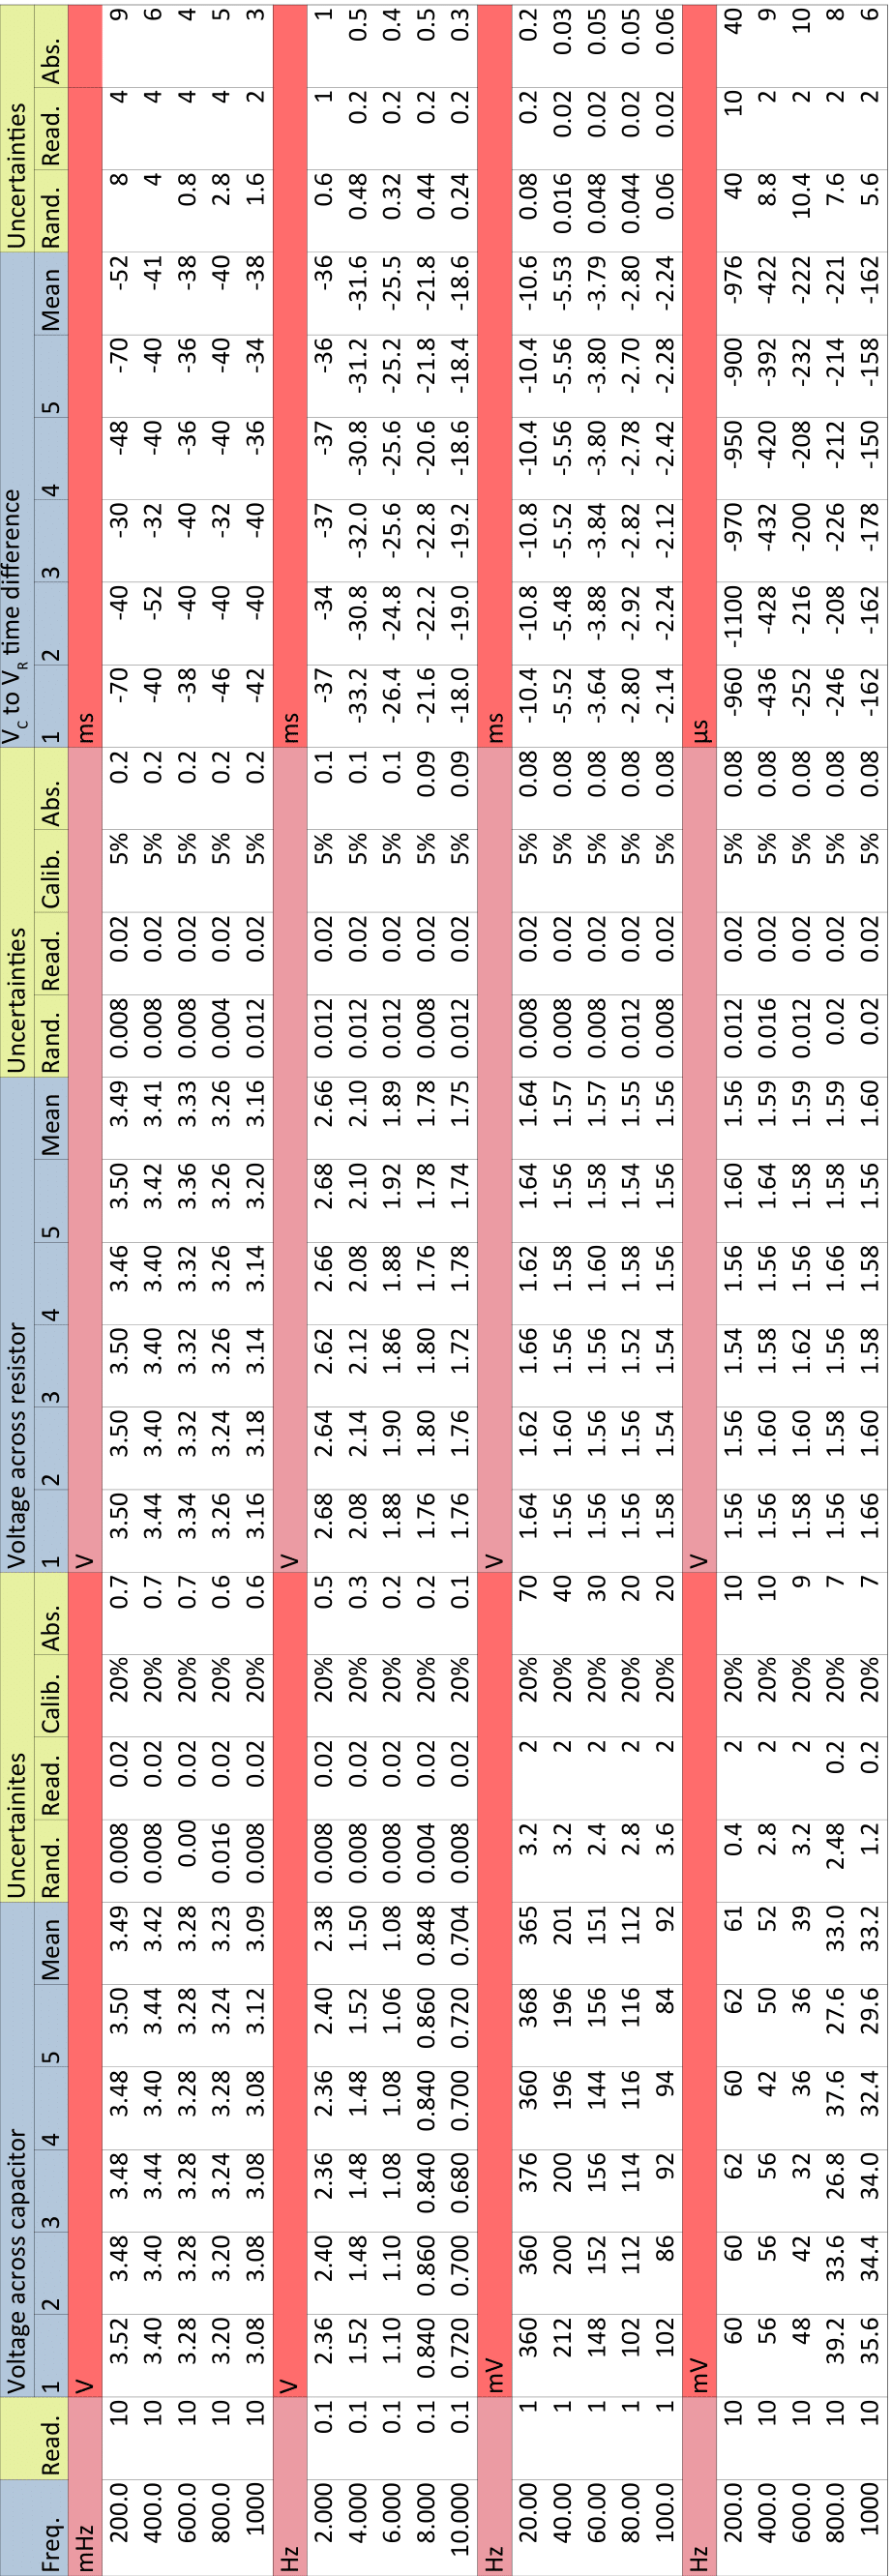 Voltage across capacitor Uncertainites Voltage across resistor Uncertainties VC to VR time difference Uncertainties
Freq. Read. 1 2 3 4 5 Mean Rand. Read. Calib. Abs. 1 2 3 4 5 Mean Rand. Read. Calib. Abs. 1 2 3 4 5 Mean Rand. Read. Abs.
mHz V V ms
200.0 10 3.52 3.48 3.48 3.48 3.50 3.49 0.008 0.02 20% 0.7 3.50 3.50 3.50 3.46 3.50 3.49 0.008 0.02 5% 0.2 -70 -40 -30 -48 -70 -52 8 4 9
400.0 10 3.40 3.40 3.44 3.40 3.44 3.42 0.008 0.02 20% 0.7 3.44 3.40 3.40 3.40 3.42 3.41 0.008 0.02 5% 0.2 -40 -52 -32 -40 -40 -41 4 4 6
600.0 10 3.28 3.28 3.28 3.28 3.28 3.28 0.00 0.02 20% 0.7 3.34 3.32 3.32 3.32 3.36 3.33 0.008 0.02 5% 0.2 -38 -40 -40 -36 -36 -38 0.8 4 4
800.0 10 3.20 3.20 3.24 3.28 3.24 3.23 0.016 0.02 20% 0.6 3.26 3.24 3.26 3.26 3.26 3.26 0.004 0.02 5% 0.2 -46 -40 -32 -40 -40 -40 2.8 4 5
1000 10 3.08 3.08 3.08 3.08 3.12 3.09 0.008 0.02 20% 0.6 3.16 3.18 3.14 3.14 3.20 3.16 0.012 0.02 5% 0.2 -42 -40 -40 -36 -34 -38 1.6 2 3
Hz V V ms
2.000 0.1 2.36 2.40 2.36 2.36 2.40 2.38 0.008 0.02 20% 0.5 2.68 2.64 2.62 2.66 2.68 2.66 0.012 0.02 5% 0.1 -37 -34 -37 -37 -36 -36 0.6 1 1
4.000 0.1 1.52 1.48 1.48 1.48 1.52 1.50 0.008 0.02 20% 0.3 2.08 2.14 2.12 2.08 2.10 2.10 0.012 0.02 5% 0.1 -33.2 -30.8 -32.0 -30.8 -31.2 -31.6 0.48 0.2 0.5
6.000 0.1 1.10 1.10 1.08 1.08 1.06 1.08 0.008 0.02 20% 0.2 1.88 1.90 1.86 1.88 1.92 1.89 0.012 0.02 5% 0.1 -26.4 -24.8 -25.6 -25.6 -25.2 -25.5 0.32 0.2 0.4
8.000 0.1 0.840 0.860 0.840 0.840 0.860 0.848 0.004 0.02 20% 0.2 1.76 1.80 1.80 1.76 1.78 1.78 0.008 0.02 5% 0.09 -21.6 -22.2 -22.8 -20.6 -21.8 -21.8 0.44 0.2 0.5
10.000 0.1 0.720 0.700 0.680 0.700 0.720 0.704 0.008 0.02 20% 0.1 1.76 1.76 1.72 1.78 1.74 1.75 0.012 0.02 5% 0.09 -18.0 -19.0 -19.2 -18.6 -18.4 -18.6 0.24 0.2 0.3
Hz mV V ms
20.00 1 360 360 376 360 368 365 3.2 2 20% 70 1.64 1.62 1.66 1.62 1.64 1.64 0.008 0.02 5% 0.08 -10.4 -10.8 -10.8 -10.4 -10.4 -10.6 0.08 0.2 0.2
40.00 1 212 200 200 196 196 201 3.2 2 20% 40 1.56 1.60 1.56 1.58 1.56 1.57 0.008 0.02 5% 0.08 -5.52 -5.48 -5.52 -5.56 -5.56 -5.53 0.016 0.02 0.03
60.00 1 148 152 156 144 156 151 2.4 2 20% 30 1.56 1.56 1.56 1.60 1.58 1.57 0.008 0.02 5% 0.08 -3.64 -3.88 -3.84 -3.80 -3.80 -3.79 0.048 0.02 0.05
80.00 1 102 112 114 116 116 112 2.8 2 20% 20 1.56 1.56 1.52 1.58 1.54 1.55 0.012 0.02 5% 0.08 -2.80 -2.92 -2.82 -2.78 -2.70 -2.80 0.044 0.02 0.05
100.0 1 102 86 92 94 84 92 3.6 2 20% 20 1.58 1.54 1.54 1.56 1.56 1.56 0.008 0.02 5% 0.08 -2.14 -2.24 -2.12 -2.42 -2.28 -2.24 0.06 0.02 0.06
Hz mV V µs
200.0 10 60 60 62 60 62 61 0.4 2 20% 10 1.56 1.56 1.54 1.56 1.60 1.56 0.012 0.02 5% 0.08 -960 -1100 -970 -950 -900 -976 40 10 40
400.0 10 56 56 56 42 50 52 2.8 2 20% 10 1.56 1.60 1.58 1.56 1.64 1.59 0.016 0.02 5% 0.08 -436 -428 -432 -420 -392 -422 8.8 2 9
600.0 10 48 42 32 36 36 39 3.2 2 20% 9 1.58 1.60 1.62 1.56 1.58 1.59 0.012 0.02 5% 0.08 -252 -216 -200 -208 -232 -222 10.4 2 10
800.0 10 39.2 33.6 26.8 37.6 27.6 33.0 2.48 0.2 20% 7 1.56 1.58 1.56 1.66 1.58 1.59 0.02 0.02 5% 0.08 -246 -208 -226 -212 -214 -221 7.6 2 8
1000 10 35.6 34.4 34.0 32.4 29.6 33.2 1.2 0.2 20% 7 1.66 1.60 1.58 1.58 1.56 1.60 0.02 0.02 5% 0.08 -162 -162 -178 -150 -158 -162 5.6 2 6